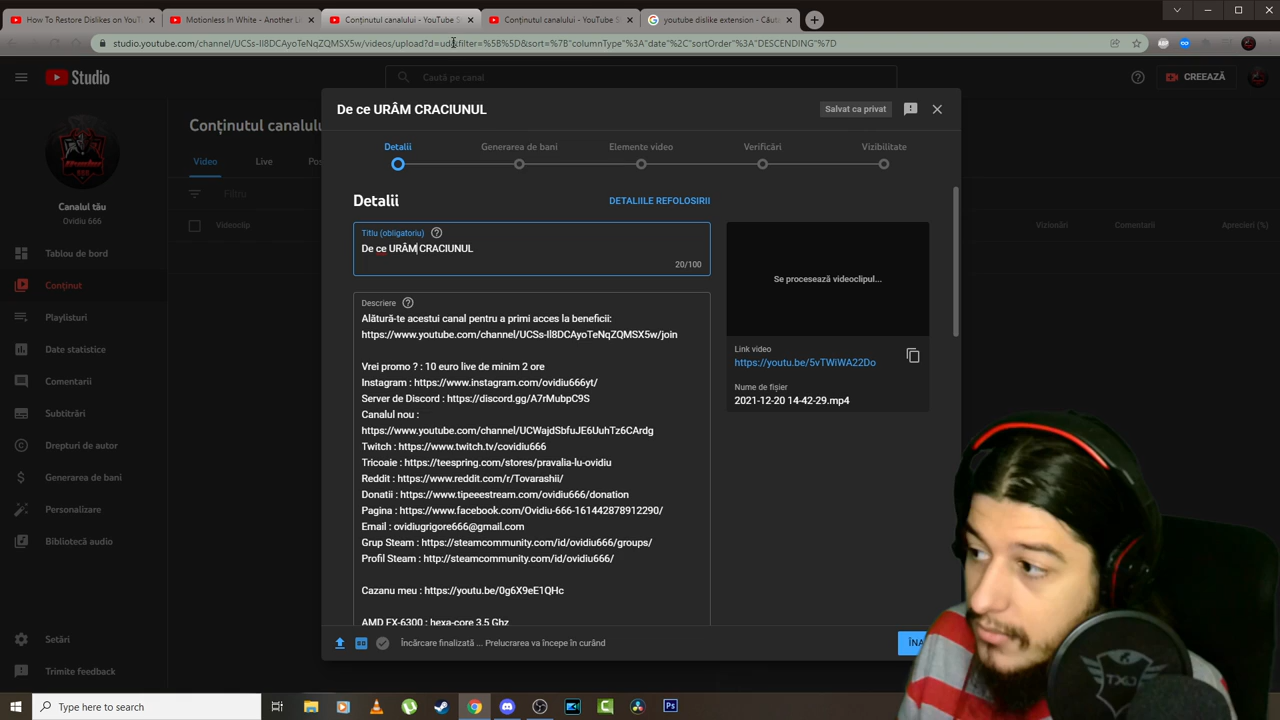 How To Restore Dislikes on YouTu
Motionless In White - Another Li
Conținutul canalului - YouTube S
Conținutul canalului - YouTube S
youtube dislike extension - Căuta
studio.youtube.com/channel/UCSs-Il8DCAyoTeNqZQMSX5w/videos/upload?d=ud&filter=%5B%5D&sort=%7B"columnType"%3A"date"%2C"sortOrder"%3A"DESCENDING"%7D
Studio
Caută pe canal
CREEAZĂ
De ce URÂM CRACIUNUL
Salvat ca privat
Conținutul canalului
Detalii
Generarea de bani
Elemente video
Verificări
Vizibilitate
Video
Live
Filtru
Videoclip
Vizionări
Comentarii
Aprecieri (%)
Canalul tău
Ovidiu 666
Tablou de bord
Conținut
Playlisturi
Date statistice
Comentarii
Subtitrări
Drepturi de autor
Generarea de bani
Personalizare
Bibliotecă audio
Setări
Trimite feedback
Detalii
DETALIILE REFOLOSIRII
Titlu (obligatoriu)
De ce URÂM CRACIUNUL
20/100
Descriere
Alătură-te acestui canal pentru a primi acces la beneficii:
https://www.youtube.com/channel/UCSs-Il8DCAyoTeNqZQMSX5w/join
Vrei promo ? : 10 euro live de minim 2 ore
Instagram : https://www.instagram.com/ovidiu666yt/
Server de Discord : https://discord.gg/A7rMubpC9S
Canalul nou :
https://www.youtube.com/channel/UCWajdSbfuJE6UuhTz6CArdg
Twitch : https://www.twitch.tv/covidiu666
Tricoaie : https://teespring.com/stores/pravalia-lu-ovidiu
Reddit : https://www.reddit.com/r/Tovarashii/
Donatii : https://www.tipeeestream.com/ovidiu666/donation
Pagina : https://www.facebook.com/Ovidiu-666-161442878912290/
Email : ovidiugrigore666@gmail.com
Grup Steam : https://steamcommunity.com/id/ovidiu666/groups/
Profil Steam : http://steamcommunity.com/id/ovidiu666/
Cazanu meu : https://youtu.be/0g6X9eE1QHc
AMD FX-6300 : hexa-core 3.5 Ghz
Se procesează videoclipul...
Link video
https://youtu.be/5vTWiWA22Do
Nume de fișier
2021-12-20 14-42-29.mp4
Încărcare finalizată ... Prelucrarea va începe în curând
ÎNA
Type here to search